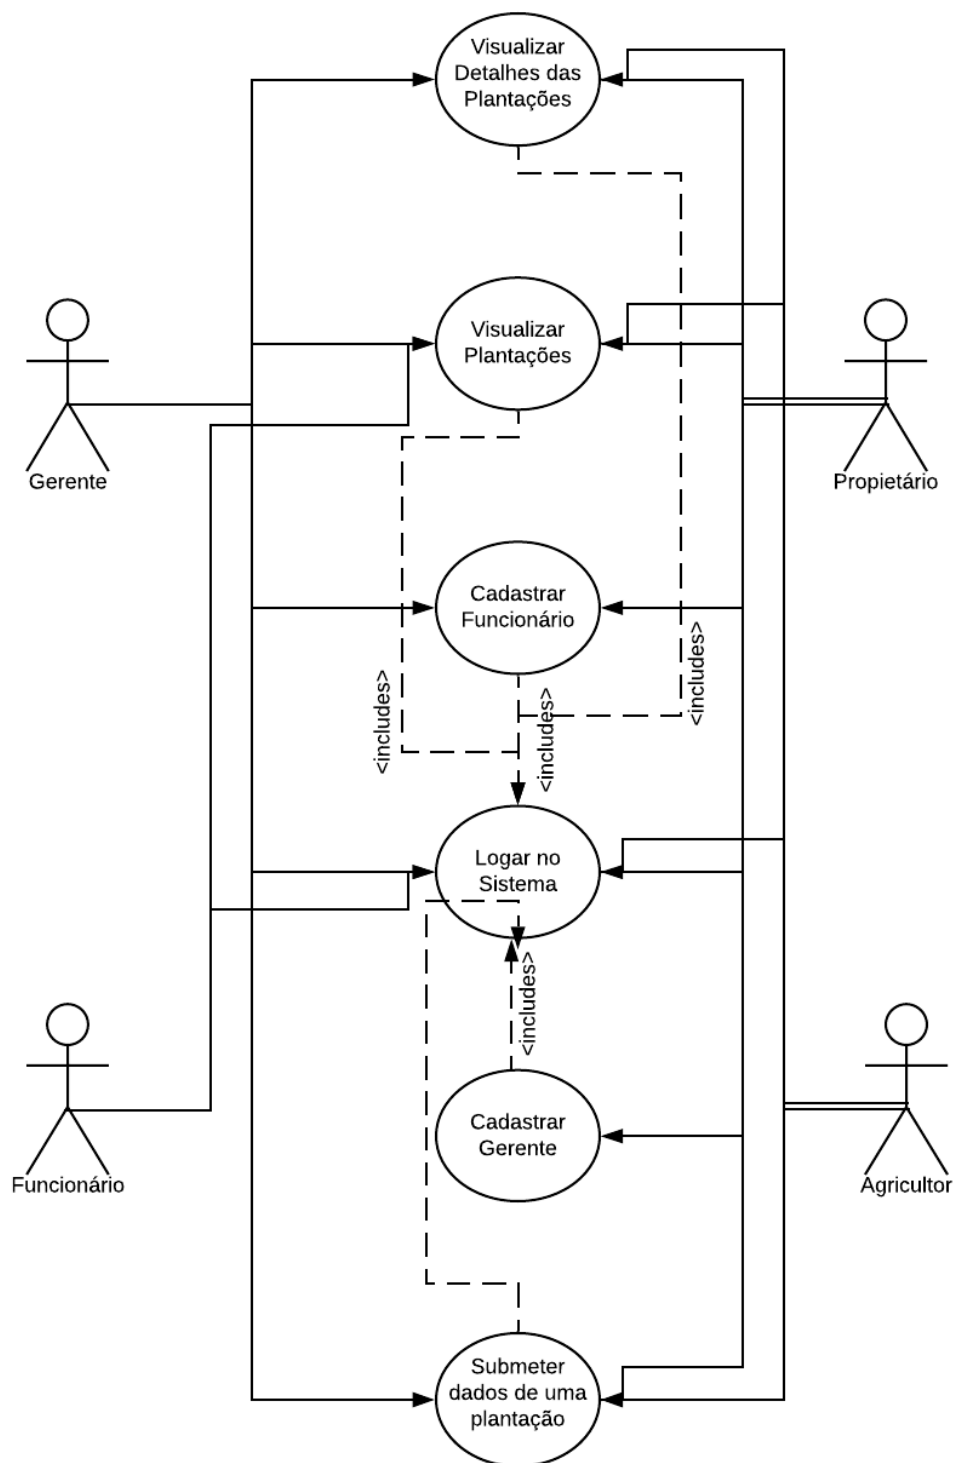 Visualizar
Detalhes das
Plantações
Visualizar
Plantações
Gerente
Propietário
Cadastrar
Funcionário
<includes>
<includes>
<includes>
Logar no
Sistema
<includes>
Cadastrar
Gerente
Funcionário
Agricultor
Submeter
dados de uma
plantação